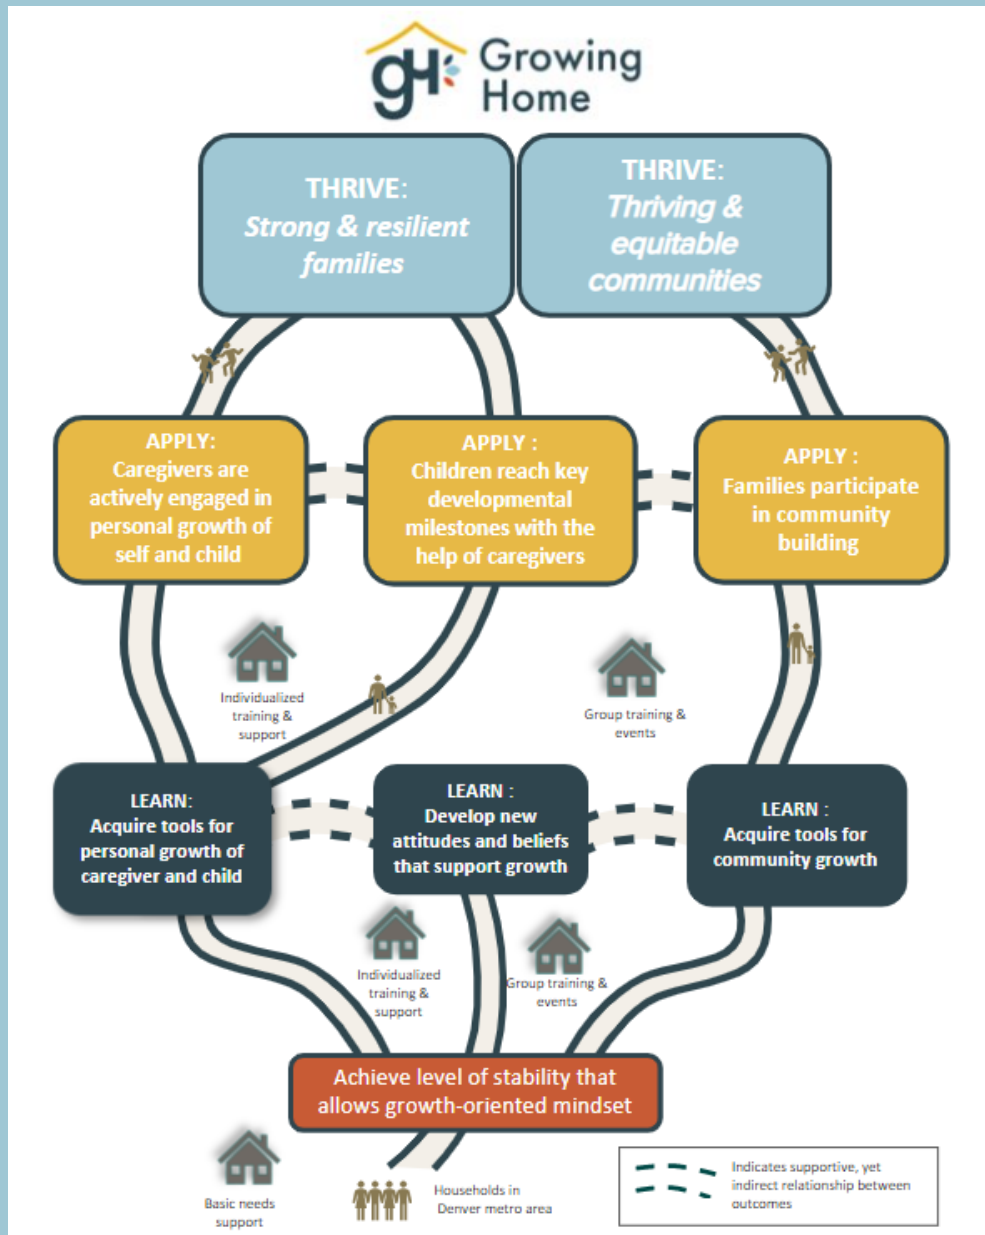 gH Growing
Home
THRIVE:
Strong & resilient
families
THRIVE:
Thriving &
equitable
communities
APPLY:
Caregivers are
actively engaged in
personal growth of
self and child
APPLY :
Children reach key
developmental
milestones with the
help of caregivers
APPLY :
Families participate
in community
building
Individualized
training &
support
Group training &
events
LEARN:
Acquire tools for
personal growth of
caregiver and child
LEARN :
Develop new
attitudes and beliefs
that support growth
LEARN :
Acquire tools for
community growth
Individualized
training &
support
Group training &
events
Achieve level of stability that
allows growth-oriented mindset
Basic needs
support
Households in
Denver metro area
Indicates supportive, yet
indirect relationship between
outcomes